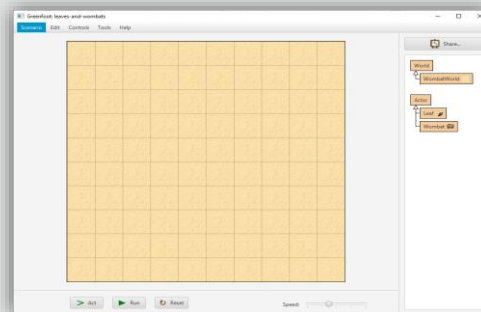 Greenfoot: leaves-and-wombats
Scenario Edit Controls Tools Help
Share...
World
WombatWorld
Actor
Leaf
Wombat
Act Run Reset Speed: